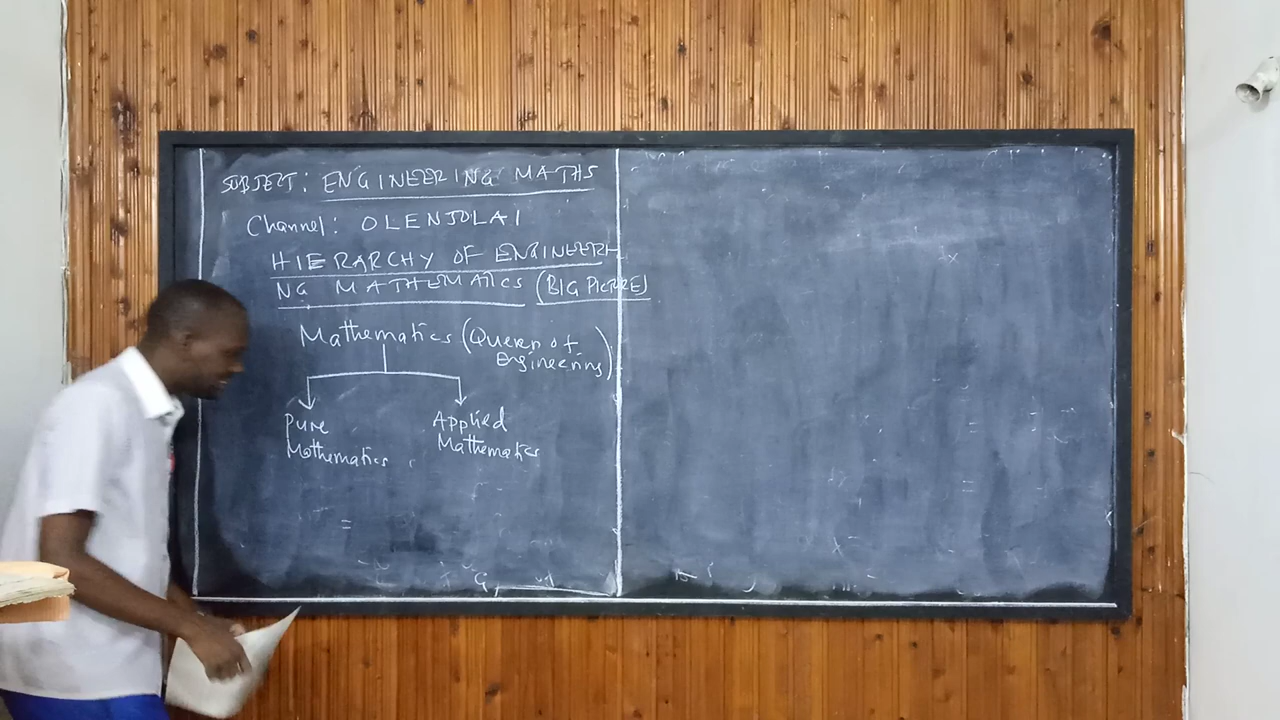 SUBJECT: ENGINEERING MATHS
Channel: OLENJOLAI
HIERARCHY OF ENGINEERI
NG MATHEMATICS (BIG PICTURE)
Mathematics (Queen of
Engineering)
Pure
Mathematics
Applied
Mathematics